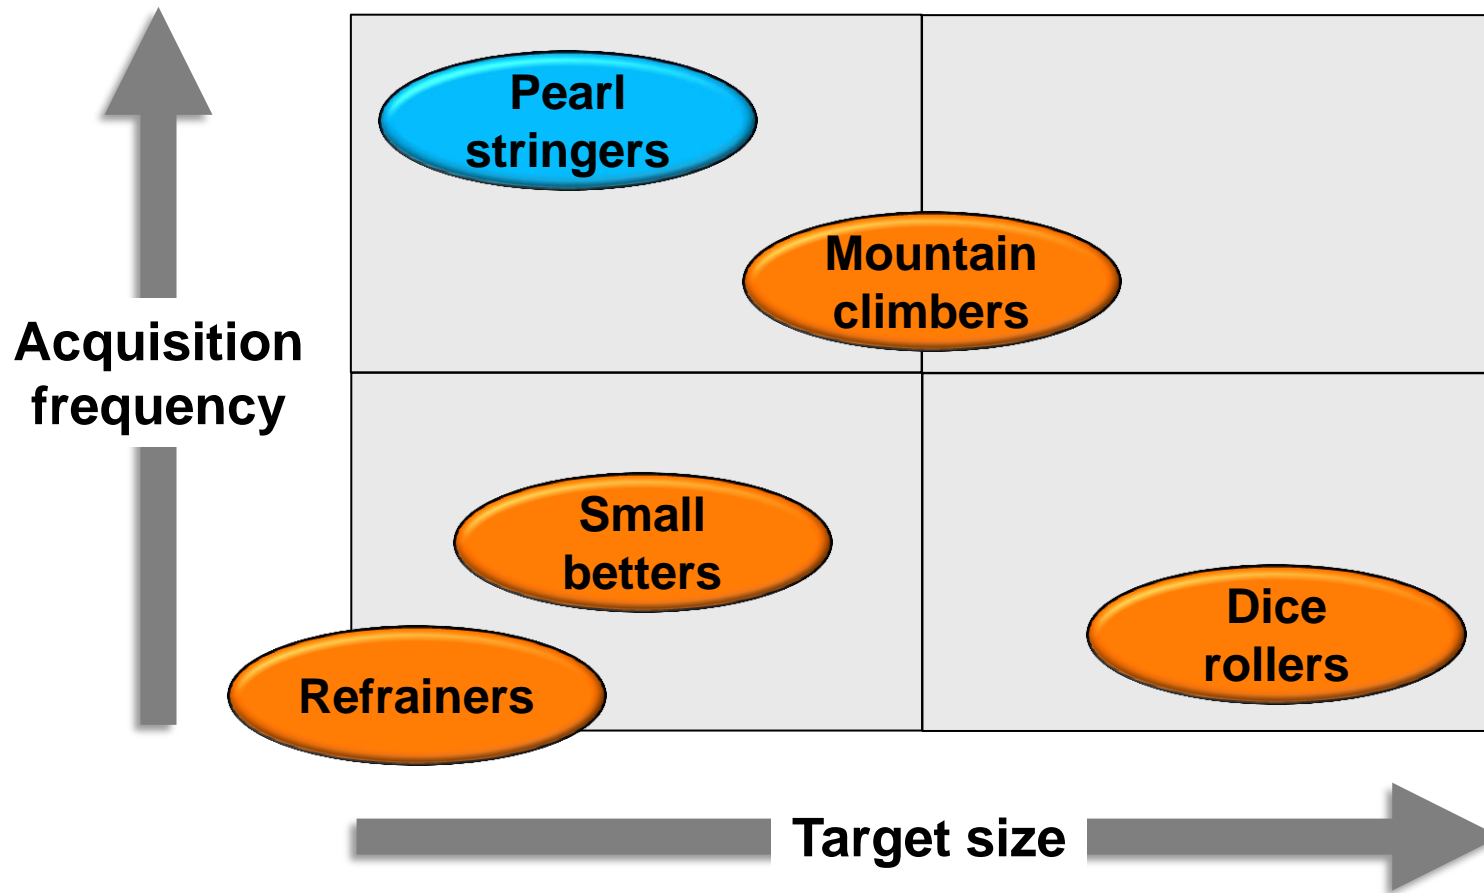 Pearl
stringers
Mountain
climbers
Acquisition
frequency
Small
betters
Dice
rollers
Refrainers
Target size